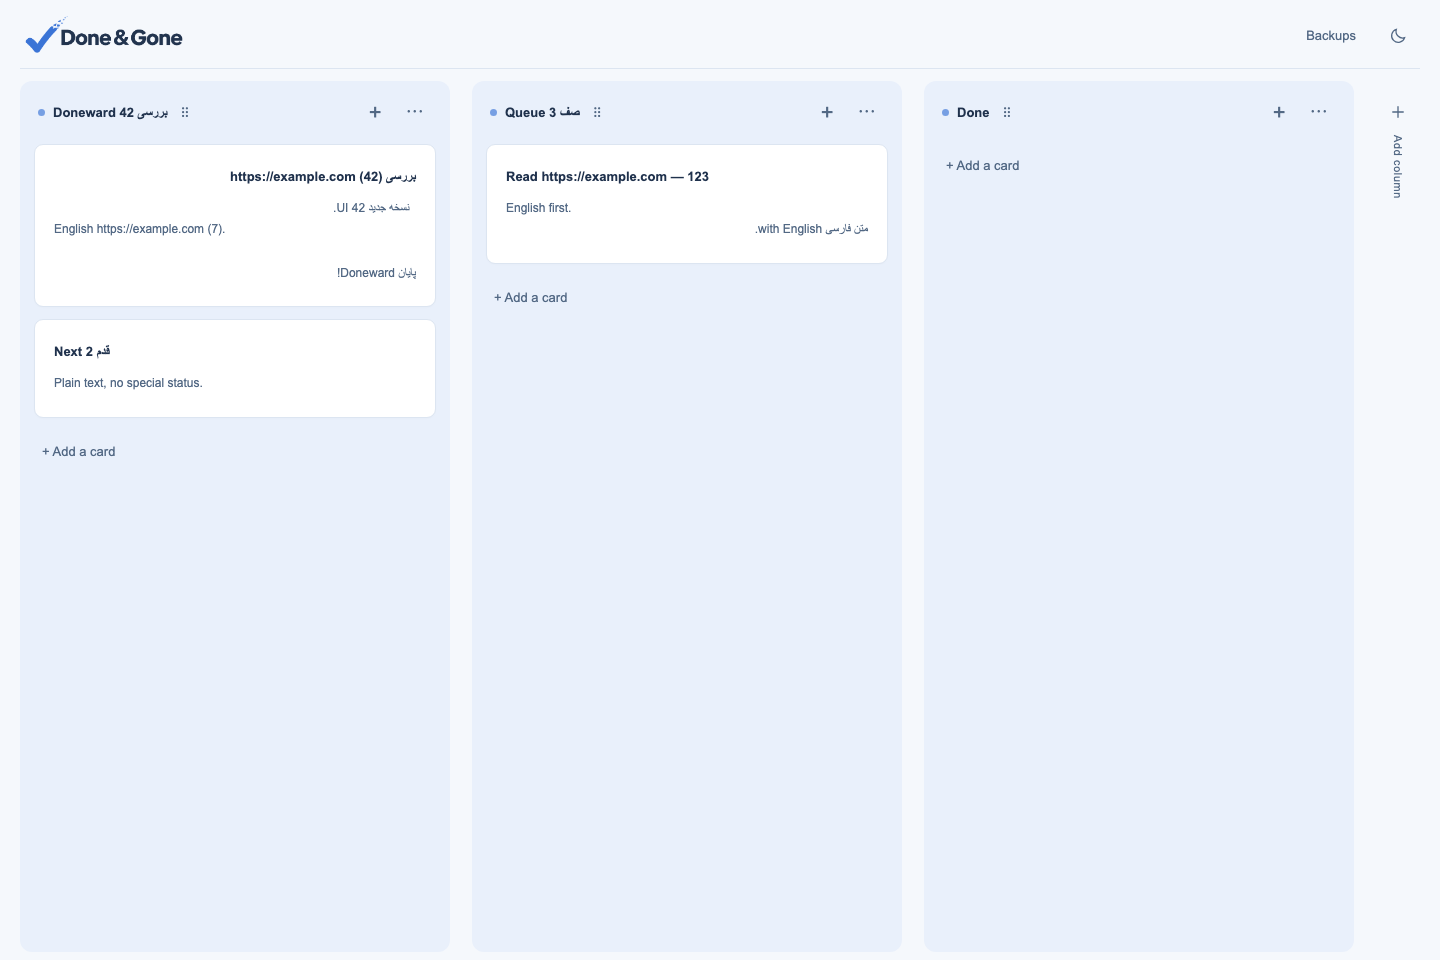 Done & Gone
Backups
Doneward 42 بررسی
بررسی (42) https://example.com
نسخه جدید 42 UI.
English https://example.com (7).
پایان Doneward!
Next 2 قدم
Plain text, no special status.
+ Add a card
Queue 3 صف
Read https://example.com — 123
English first.
متن فارسی with English.
+ Add a card
Done
+ Add a card
Add column